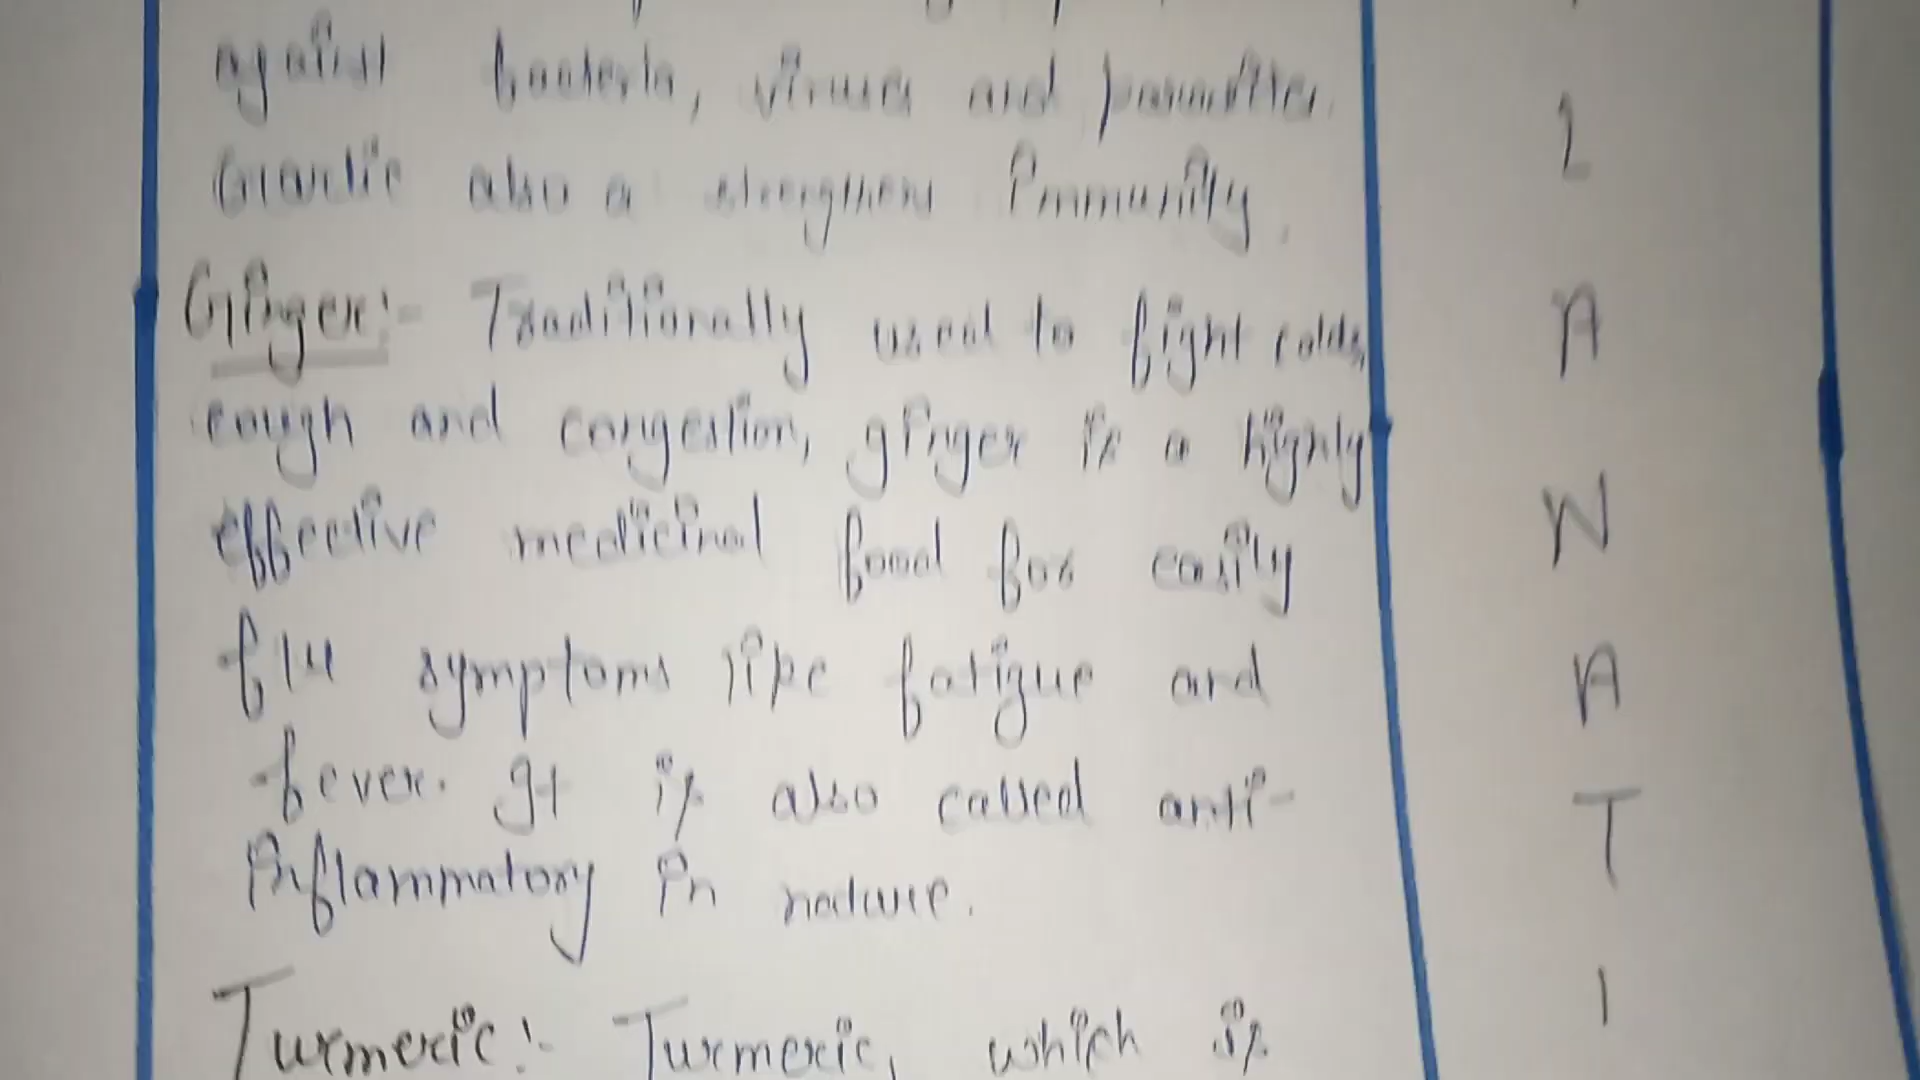 against bacteria, viruses and parasites.
Garlic also a strengthens immunity.
Ginger:- Traditionally used to fight colds,
cough and congestion, ginger is a highly
effective medicinal food for easily
flu symptoms like fatigue and
fever. It is also called anti-
inflammatory in nature.
Turmeric:- Turmeric, which is
L
A
N
A
T
I